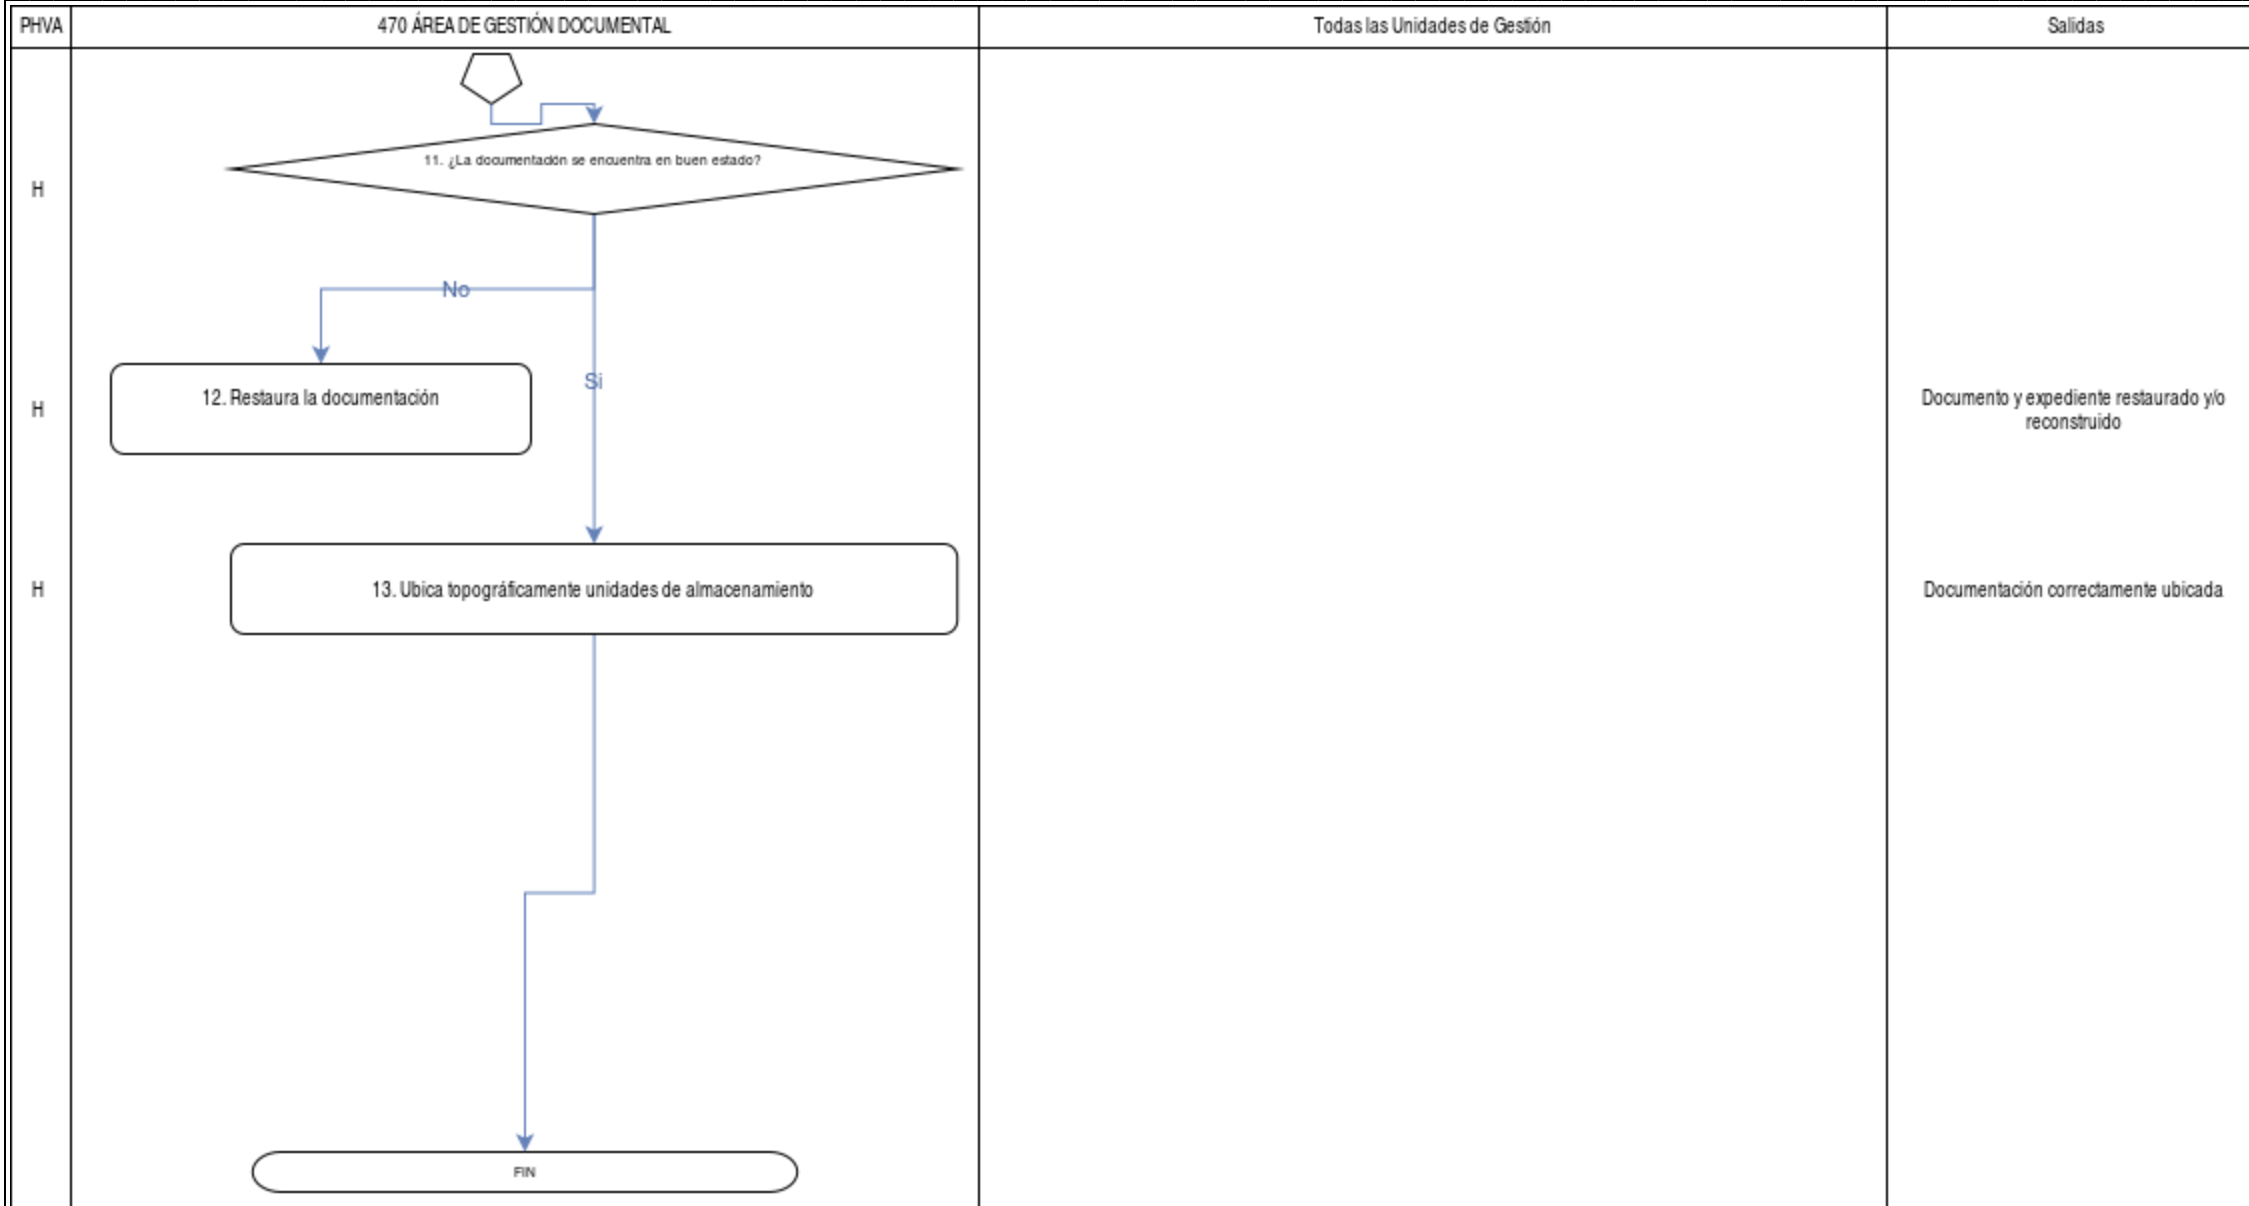 PHVA
470 ÁREA DE GESTIÓN DOCUMENTAL
Todas las Unidades de Gestión
Salidas
11. ¿La documentación se encuentra en buen estado?
H
No
Si
12. Restaura la documentación
H
Documento y expediente restaurado y/o
reconstruido
13. Ubica topográficamente unidades de almacenamiento
H
Documentación correctamente ubicada
FIN